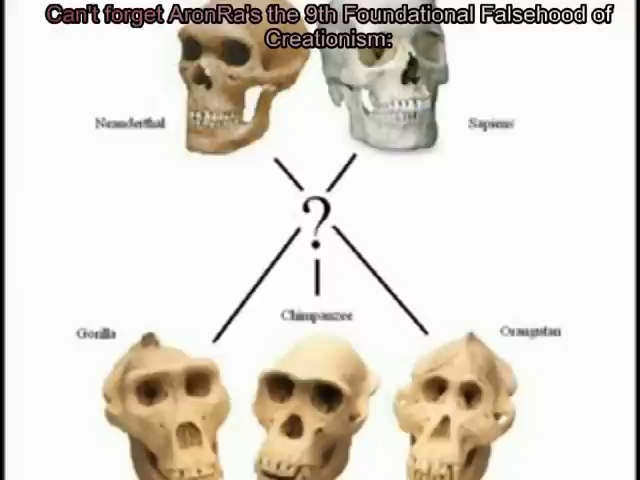 Can't forget AronRa's the 9th Foundational Falsehood of
Creationism:
Neanderthal
Sapiens
?
Chimpanzee
Gorilla
Orangutan